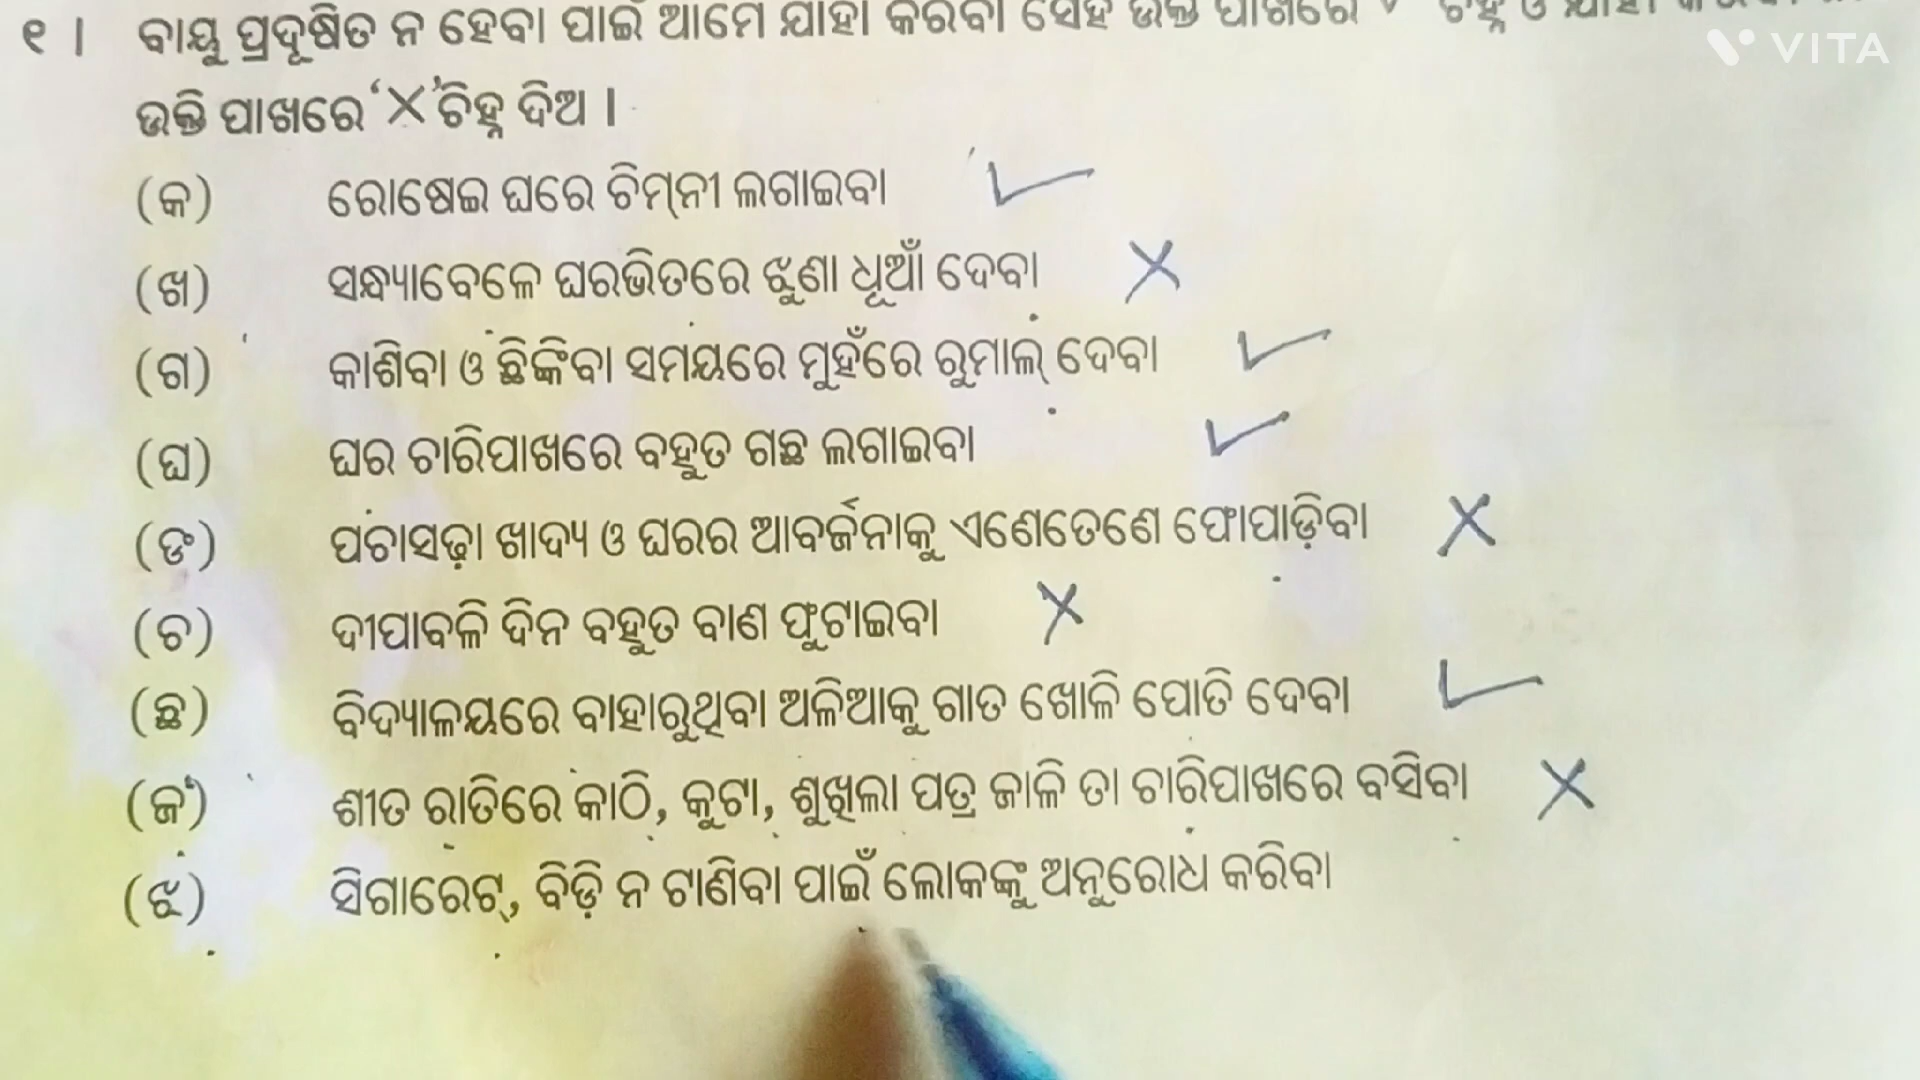 ୧ । ବାୟୁ ପ୍ରଦୂଷିତ ନ ହେବା ପାଇଁ ଆମେ ଯାହା କରିବା ସେହି ଉକ୍ତି ପାଖରେ ✓ ଚିହ୍ନ ଓ ଯାହା
ଉକ୍ତି ପାଖରେ ‘X’ ଚିହ୍ନ ଦିଅ ।
(କ) ରୋଷେଇ ଘରେ ଚିମ୍‌ନୀ ଲଗାଇବା ✓
(ଖ) ସନ୍ଧ୍ୟାବେଳେ ଘରଭିତରେ ଝୁଣା ଧୂଆଁ ଦେବା X
(ଗ) କାଶିବା ଓ ଛିଙ୍କିବା ସମୟରେ ମୁହଁରେ ରୁମାଲ୍ ଦେବା ✓
(ଘ) ଘର ଚାରିପାଖରେ ବହୁତ ଗଛ ଲଗାଇବା ✓
(ଙ) ପଚାସଢ଼ା ଖାଦ୍ୟ ଓ ଘରର ଆବର୍ଜନାକୁ ଏଣେତେଣେ ଫୋପାଡ଼ିବା X
(ଚ) ଦୀପାବଳି ଦିନ ବହୁତ ବାଣ ଫୁଟାଇବା X
(ଛ) ବିଦ୍ୟାଳୟରେ ବାହାରୁଥିବା ଅଳିଆକୁ ଗାତ ଖୋଳି ପୋତି ଦେବା ✓
(ଜ) ଶୀତ ରାତିରେ କାଠି, କୁଟା, ଶୁଖିଲା ପତ୍ର ଜାଳି ତା ଚାରିପାଖରେ ବସିବା X
(ଝ) ସିଗାରେଟ୍, ବିଡ଼ି ନ ଟାଣିବା ପାଇଁ ଲୋକଙ୍କୁ ଅନୁରୋଧ କରିବା
VITA